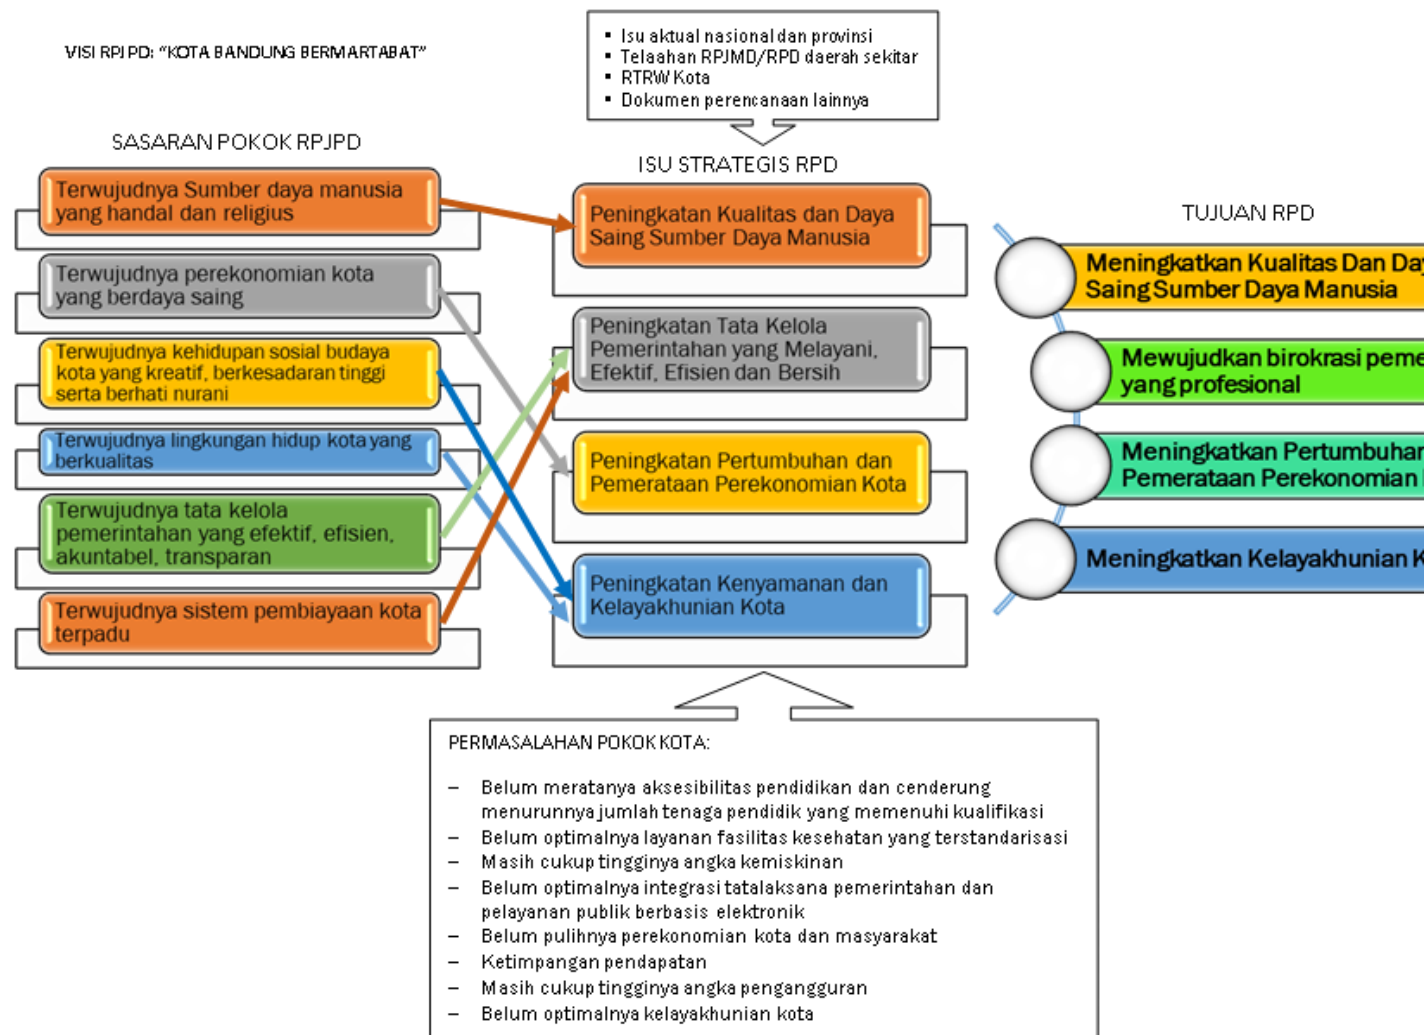 VISI RPJPD: “KOTA BANDUNG BERMARTABAT”
▪ Isu aktual nasional dan provinsi
▪ Telaahan RPJMD/RPD daerah sekitar
▪ RTRW Kota
▪ Dokumen perencanaan lainnya
SASARAN POKOK RPJPD
Terwujudnya Sumber daya manusia
yang handal dan religius
Terwujudnya perekonomian kota
yang berdaya saing
Terwujudnya kehidupan sosial budaya
kota yang kreatif, berkesadaran tinggi
serta berhati nurani
Terwujudnya lingkungan hidup kota yang
berkualitas
Terwujudnya tata kelola
pemerintahan yang efektif, efisien,
akuntabel, transparan
Terwujudnya sistem pembiayaan kota
terpadu
ISU STRATEGIS RPD
Peningkatan Kualitas dan Daya
Saing Sumber Daya Manusia
Peningkatan Tata Kelola
Pemerintahan yang Melayani,
Efektif, Efisien dan Bersih
Peningkatan Pertumbuhan dan
Pemerataan Perekonomian Kota
Peningkatan Kenyamanan dan
Kelayakhunian Kota
TUJUAN RPD
Meningkatkan Kualitas Dan
Saing Sumber Daya Manusia
Mewujudkan birokrasi
yang profesional
Meningkatkan Pertumbuhan
Pemerataan Perekonomian
Meningkatkan Kelayakhunian
PERMASALAHAN POKOK KOTA:
– Belum meratanya aksesibilitas pendidikan dan cenderung
menurunnya jumlah tenaga pendidik yang memenuhi kualifikasi
– Belum optimalnya layanan fasilitas kesehatan yang terstandarisasi
– Masih cukup tingginya angka kemiskinan
– Belum optimalnya integrasi tatalaksana pemerintahan dan
pelayanan publik berbasis elektronik
– Belum pulihnya perekonomian kota dan masyarakat
– Ketimpangan pendapatan
– Masih cukup tingginya angka pengangguran
– Belum optimalnya kelayakhunian kota